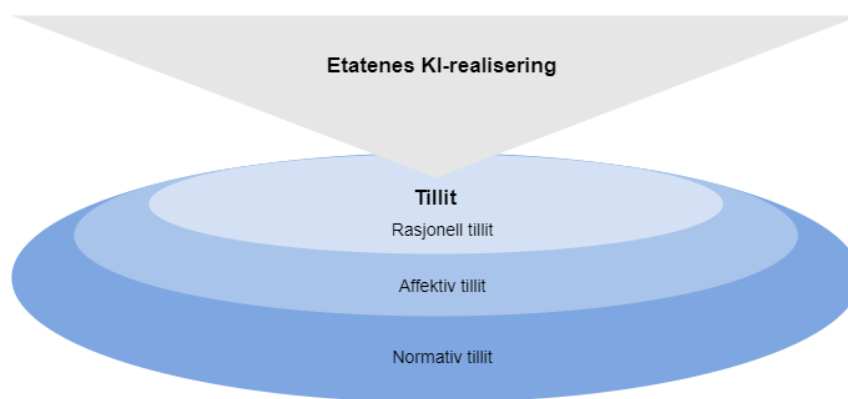 Etatenes KI-realisering
Tillit
Rasjonell tillit
Affektiv tillit
Normativ tillit